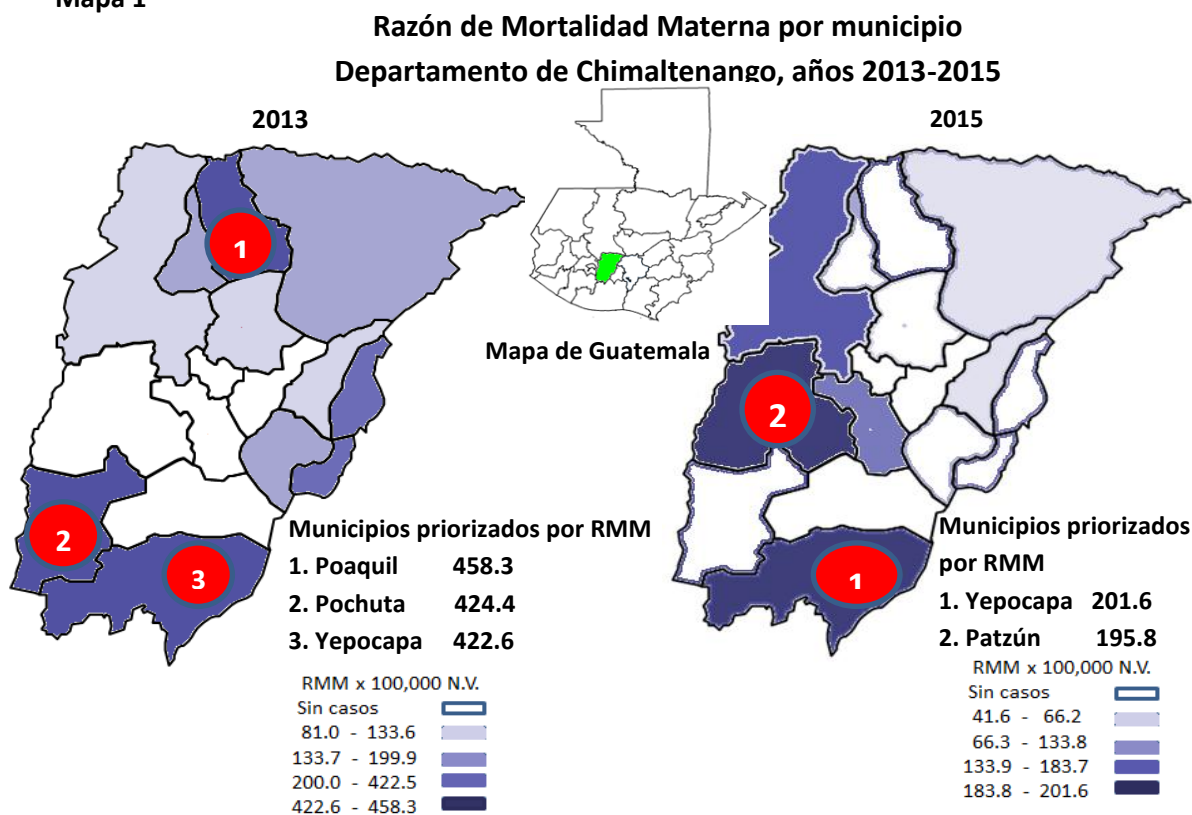 Mapa 1
Razón de Mortalidad Materna por municipio
Departamento de Chimaltenango, años 2013-2015
2013
2015
Mapa de Guatemala
1
2
3
2
1
Municipios priorizados por RMM
1. Poaquil 458.3
2. Pochuta 424.4
3. Yepocapa 422.6
RMM x 100,000 N.V.
Sin casos
81.0 - 133.6
133.7 - 199.9
200.0 - 422.5
422.6 - 458.3
Municipios priorizados
por RMM
1. Yepocapa 201.6
2. Patzún 195.8
RMM x 100,000 N.V.
Sin casos
41.6 - 66.2
66.3 - 133.8
133.9 - 183.7
183.8 - 201.6